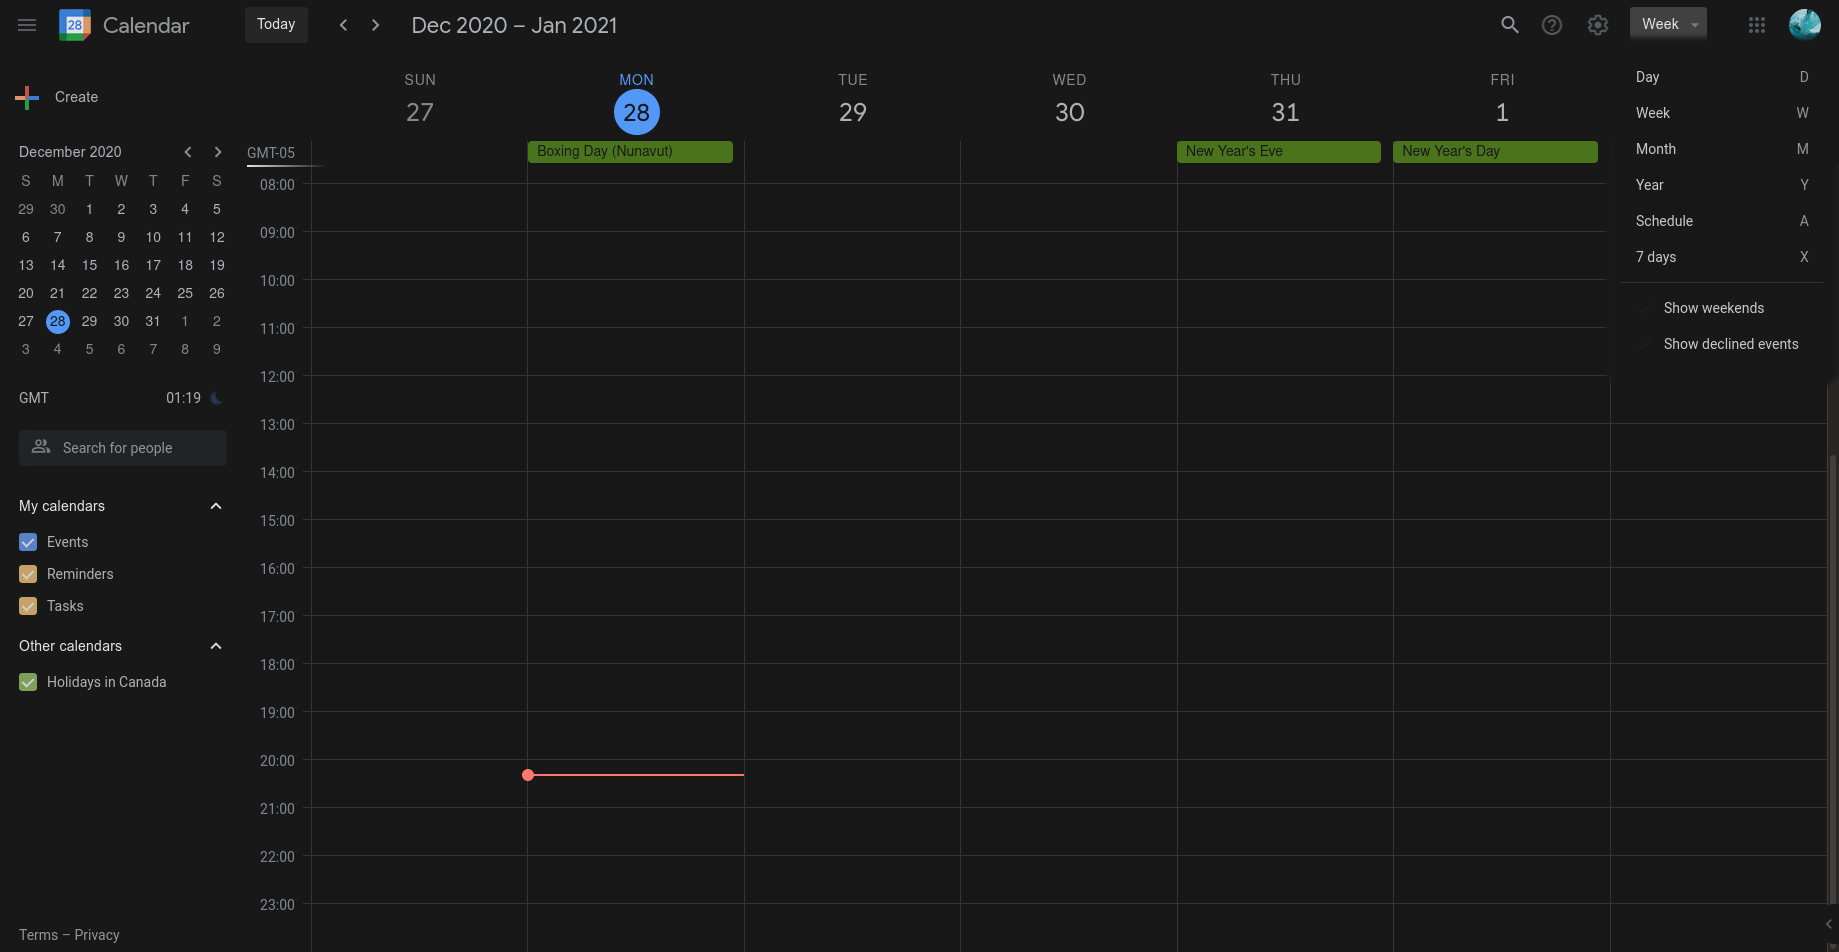 28 Calendar
Today
Dec 2020 – Jan 2021
Week
Create
December 2020
S M T W T F S
29 30 1 2 3 4 5
6 7 8 9 10 11 12
13 14 15 16 17 18 19
20 21 22 23 24 25 26
27 28 29 30 31 1 2
3 4 5 6 7 8 9
GMT 01:19
Search for people
My calendars
Events
Reminders
Tasks
Other calendars
Holidays in Canada
Terms – Privacy
SUN MON TUE WED THU FRI
27 28 29 30 31 1
GMT-05
Boxing Day (Nunavut)
New Year's Eve
New Year's Day
08:00
09:00
10:00
11:00
12:00
13:00
14:00
15:00
16:00
17:00
18:00
19:00
20:00
21:00
22:00
23:00
Day D
Week W
Month M
Year Y
Schedule A
7 days X
Show weekends
Show declined events